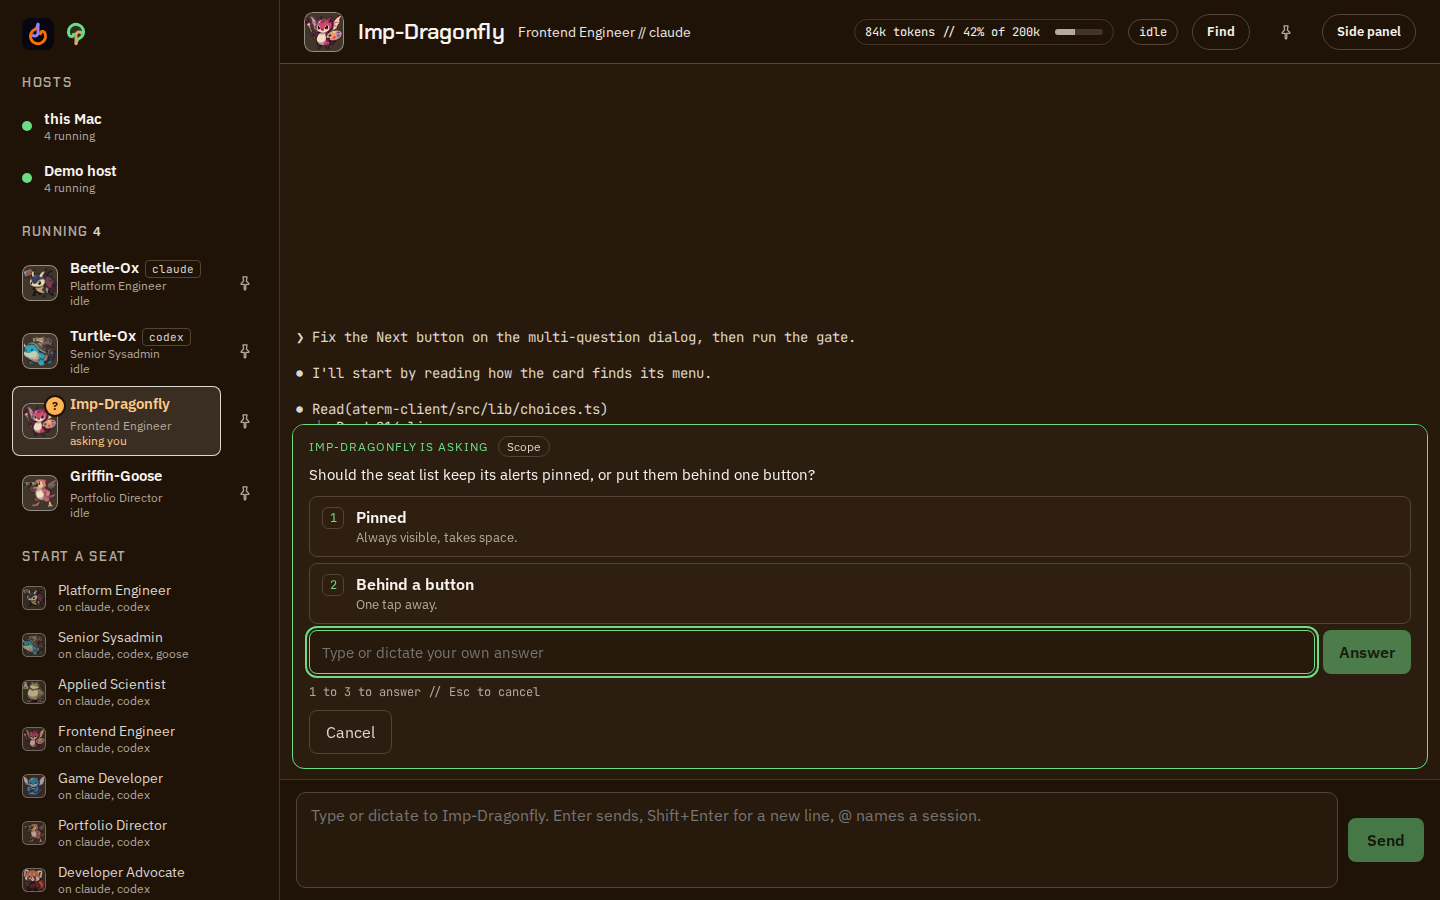 HOSTS
this Mac
4 running
Demo host
4 running
RUNNING 4
Beetle-Ox claude
Platform Engineer
idle
Turtle-Ox codex
Senior Sysadmin
idle
? Imp-Dragonfly
Frontend Engineer
asking you
Griffin-Goose
Portfolio Director
idle
START A SEAT
Platform Engineer
on claude, codex
Senior Sysadmin
on claude, codex, goose
Applied Scientist
on claude, codex
Frontend Engineer
on claude, codex
Game Developer
on claude, codex
Portfolio Director
on claude, codex
Developer Advocate
on claude, codex
Imp-Dragonfly Frontend Engineer // claude 84k tokens // 42% of 200k idle Find Side panel
❯ Fix the Next button on the multi-question dialog, then run the gate.
● I'll start by reading how the card finds its menu.
● Read(aterm-client/src/lib/choices.ts)
IMP-DRAGONFLY IS ASKING Scope
Should the seat list keep its alerts pinned, or put them behind one button?
1 Pinned
Always visible, takes space.
2 Behind a button
One tap away.
Type or dictate your own answer Answer
1 to 3 to answer // Esc to cancel
Cancel
Type or dictate to Imp-Dragonfly. Enter sends, Shift+Enter for a new line, @ names a session.
Send